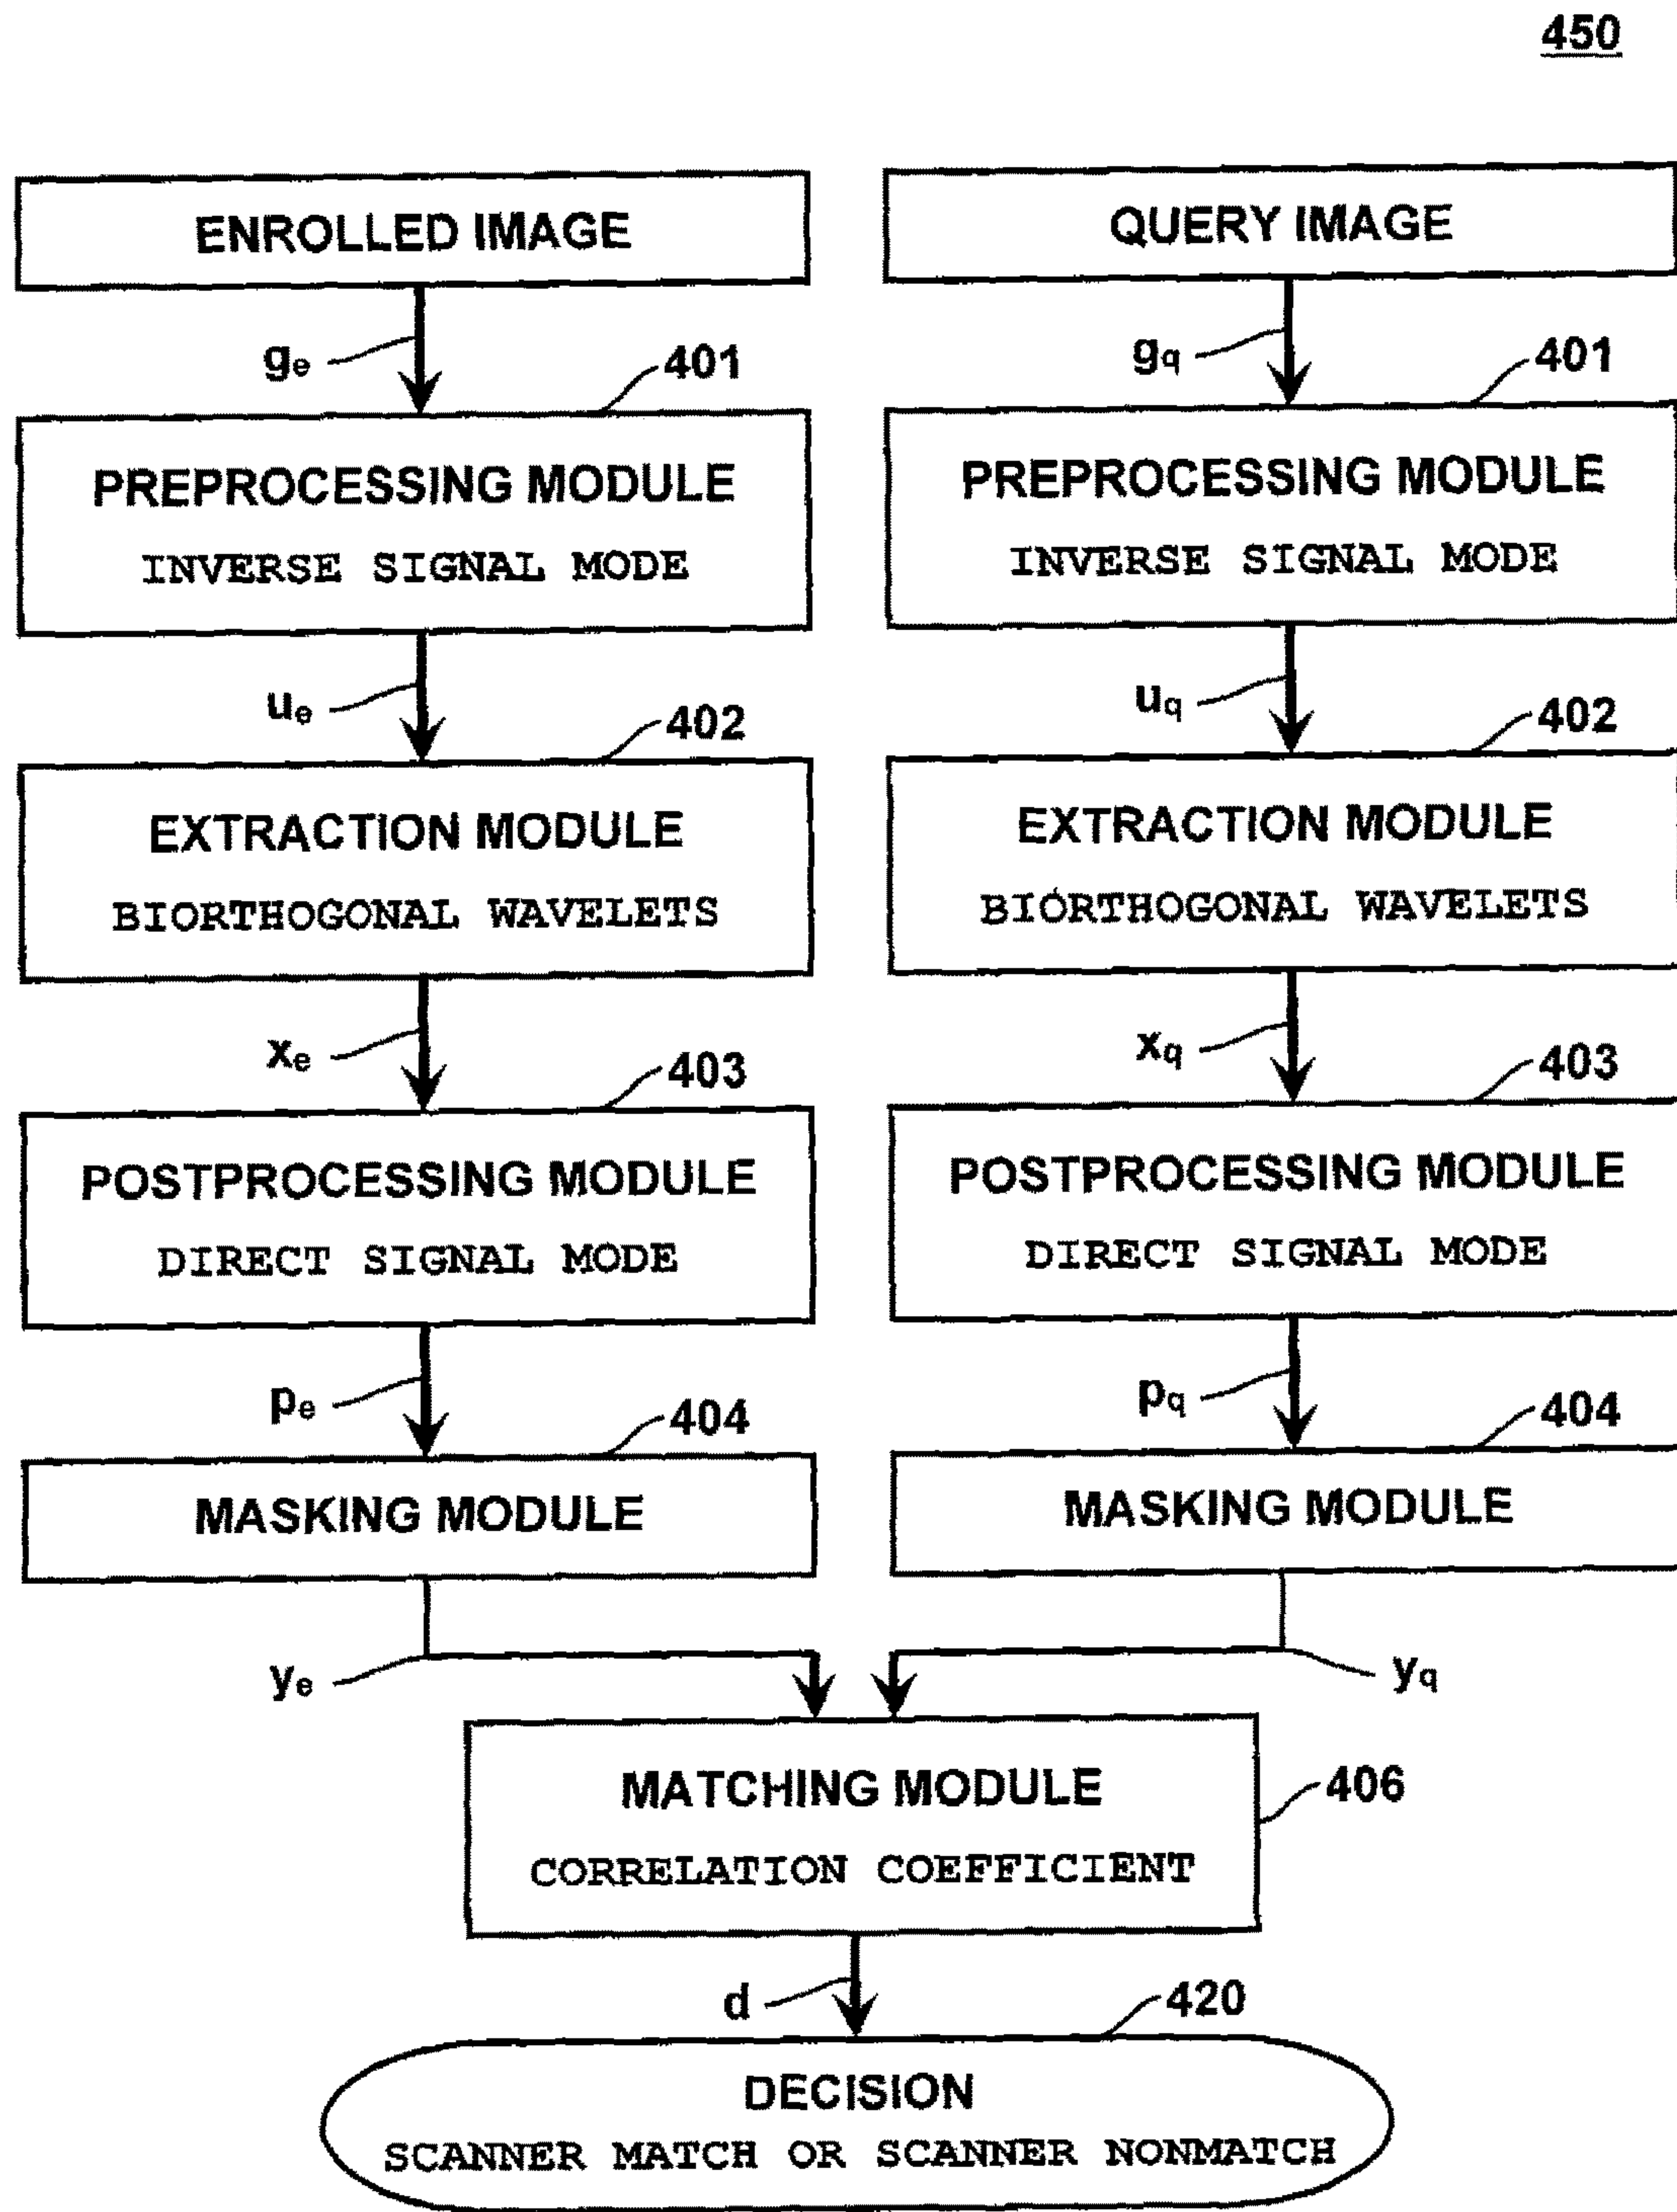 450
ENROLLED IMAGE
QUERY IMAGE
ge
gq
401
401
PREPROCESSING MODULE
INVERSE SIGNAL MODE
PREPROCESSING MODULE
INVERSE SIGNAL MODE
ue
uq
402
402
EXTRACTION MODULE
BIORTHOGONAL WAVELETS
EXTRACTION MODULE
BIORTHOGONAL WAVELETS
xe
xq
403
403
POSTPROCESSING MODULE
DIRECT SIGNAL MODE
POSTPROCESSING MODULE
DIRECT SIGNAL MODE
pe
pq
404
404
MASKING MODULE
MASKING MODULE
ye
yq
MATCHING MODULE
CORRELATION COEFFICIENT
406
d
420
DECISION
SCANNER MATCH OR SCANNER NONMATCH